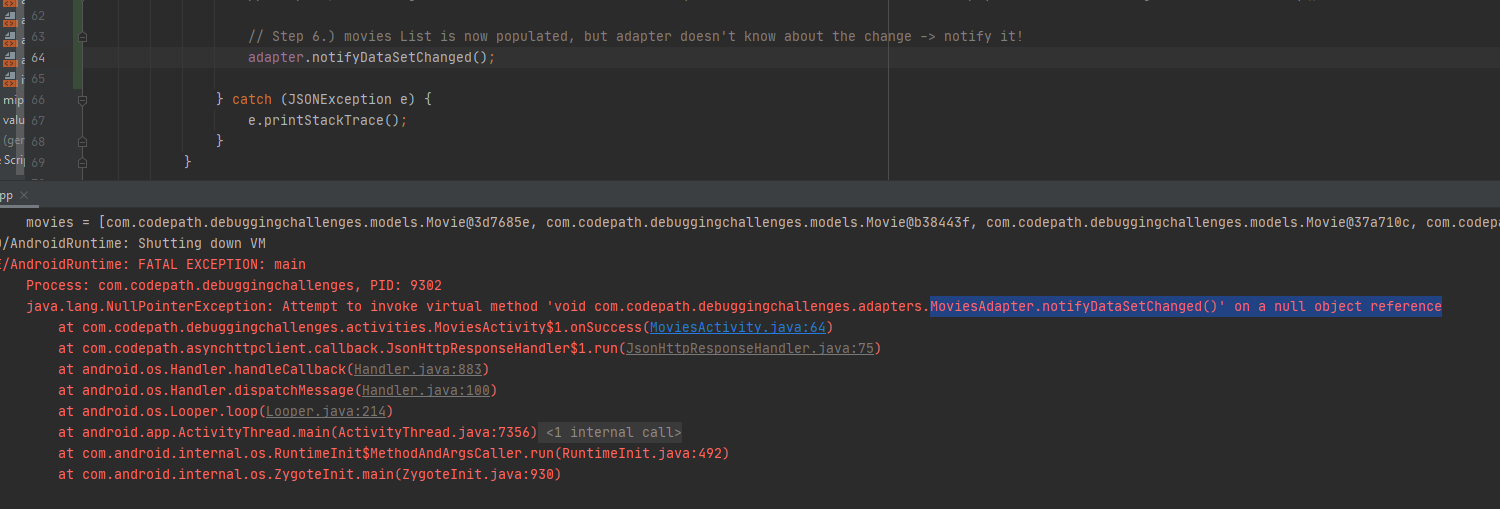 62
63 // Step 6.) movies List is now populated, but adapter doesn't know about the change -> notify it!
64 adapter.notifyDataSetChanged();
65
mip 66 } catch (JSONException e) {
valu 67 e.printStackTrace();
(ger 68 }
Scrip 69 }
pp ×
movies = [com.codepath.debuggingchallenges.models.Movie@3d7685e, com.codepath.debuggingchallenges.models.Movie@b38443f, com.codepath.debuggingchallenges.models.Movie@37a710c, com.codepa
/AndroidRuntime: Shutting down VM
/AndroidRuntime: FATAL EXCEPTION: main
Process: com.codepath.debuggingchallenges, PID: 9302
java.lang.NullPointerException: Attempt to invoke virtual method 'void com.codepath.debuggingchallenges.adapters.MoviesAdapter.notifyDataSetChanged()' on a null object reference
at com.codepath.debuggingchallenges.activities.MoviesActivity$1.onSuccess(MoviesActivity.java:64)
at com.codepath.asynchttpclient.callback.JsonHttpResponseHandler$1.run(JsonHttpResponseHandler.java:75)
at android.os.Handler.handleCallback(Handler.java:883)
at android.os.Handler.dispatchMessage(Handler.java:100)
at android.os.Looper.loop(Looper.java:214)
at android.app.ActivityThread.main(ActivityThread.java:7356) <1 internal call>
at com.android.internal.os.RuntimeInit$MethodAndArgsCaller.run(RuntimeInit.java:492)
at com.android.internal.os.ZygoteInit.main(ZygoteInit.java:930)